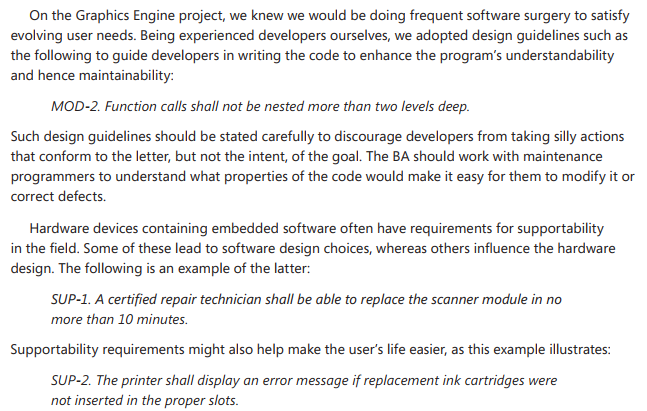 On the Graphics Engine project, we knew we would be doing frequent software surgery to satisfy
evolving user needs. Being experienced developers ourselves, we adopted design guidelines such as
the following to guide developers in writing the code to enhance the program's understandability
and hence maintainability:
MOD-2. Function calls shall not be nested more than two levels deep.
Such design guidelines should be stated carefully to discourage developers from taking silly actions
that conform to the letter, but not the intent, of the goal. The BA should work with maintenance
programmers to understand what properties of the code would make it easy for them to modify it or
correct defects.
Hardware devices containing embedded software often have requirements for supportability
in the field. Some of these lead to software design choices, whereas others influence the hardware
design. The following is an example of the latter:
SUP-1. A certified repair technician shall be able to replace the scanner module in no
more than 10 minutes.
Supportability requirements might also help make the user's life easier, as this example illustrates:
SUP-2. The printer shall display an error message if replacement ink cartridges were
not inserted in the proper slots.